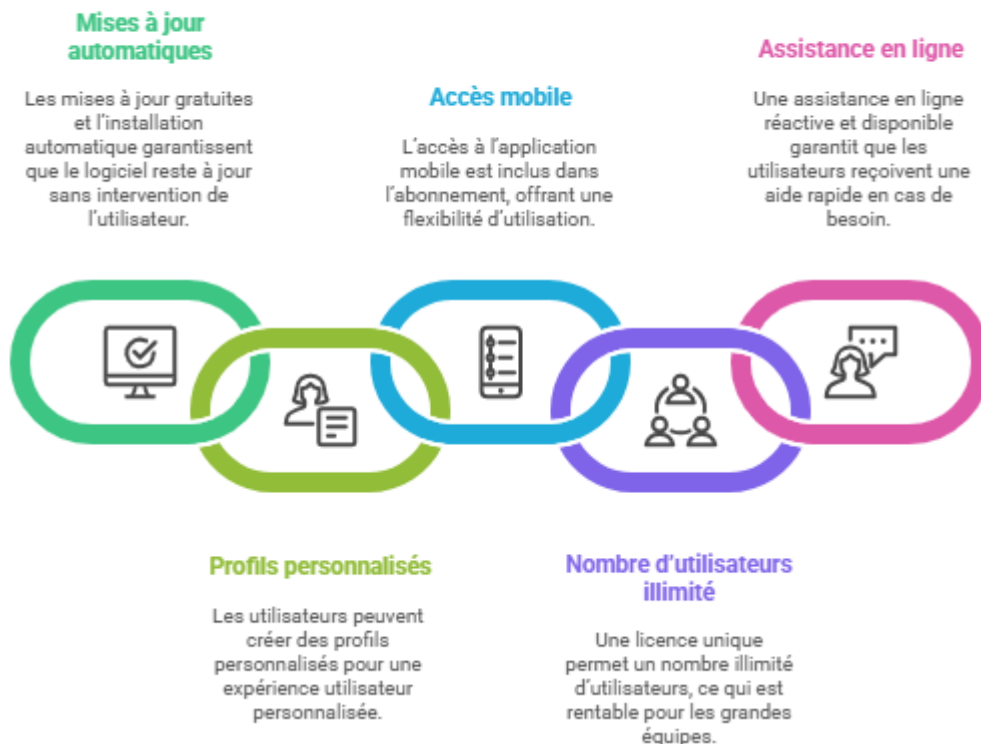 Mises à jour
automatiques
Les mises à jour gratuites
et l'installation
automatique garantissent
que le logiciel reste à jour
sans intervention de
l'utilisateur.
Profils personnalisés
Les utilisateurs peuvent
créer des profils
personnalisés pour une
expérience utilisateur
personnalisée.
Accès mobile
L'accès à l'application
mobile est inclus dans
l'abonnement, offrant une
flexibilité d'utilisation.
Nombre d'utilisateurs
illimité
Une licence unique
permet un nombre illimité
d'utilisateurs, ce qui est
rentable pour les grandes
équipes.
Assistance en ligne
Une assistance en ligne
réactive et disponible
garantit que les
utilisateurs reçoivent une
aide rapide en cas de
besoin.